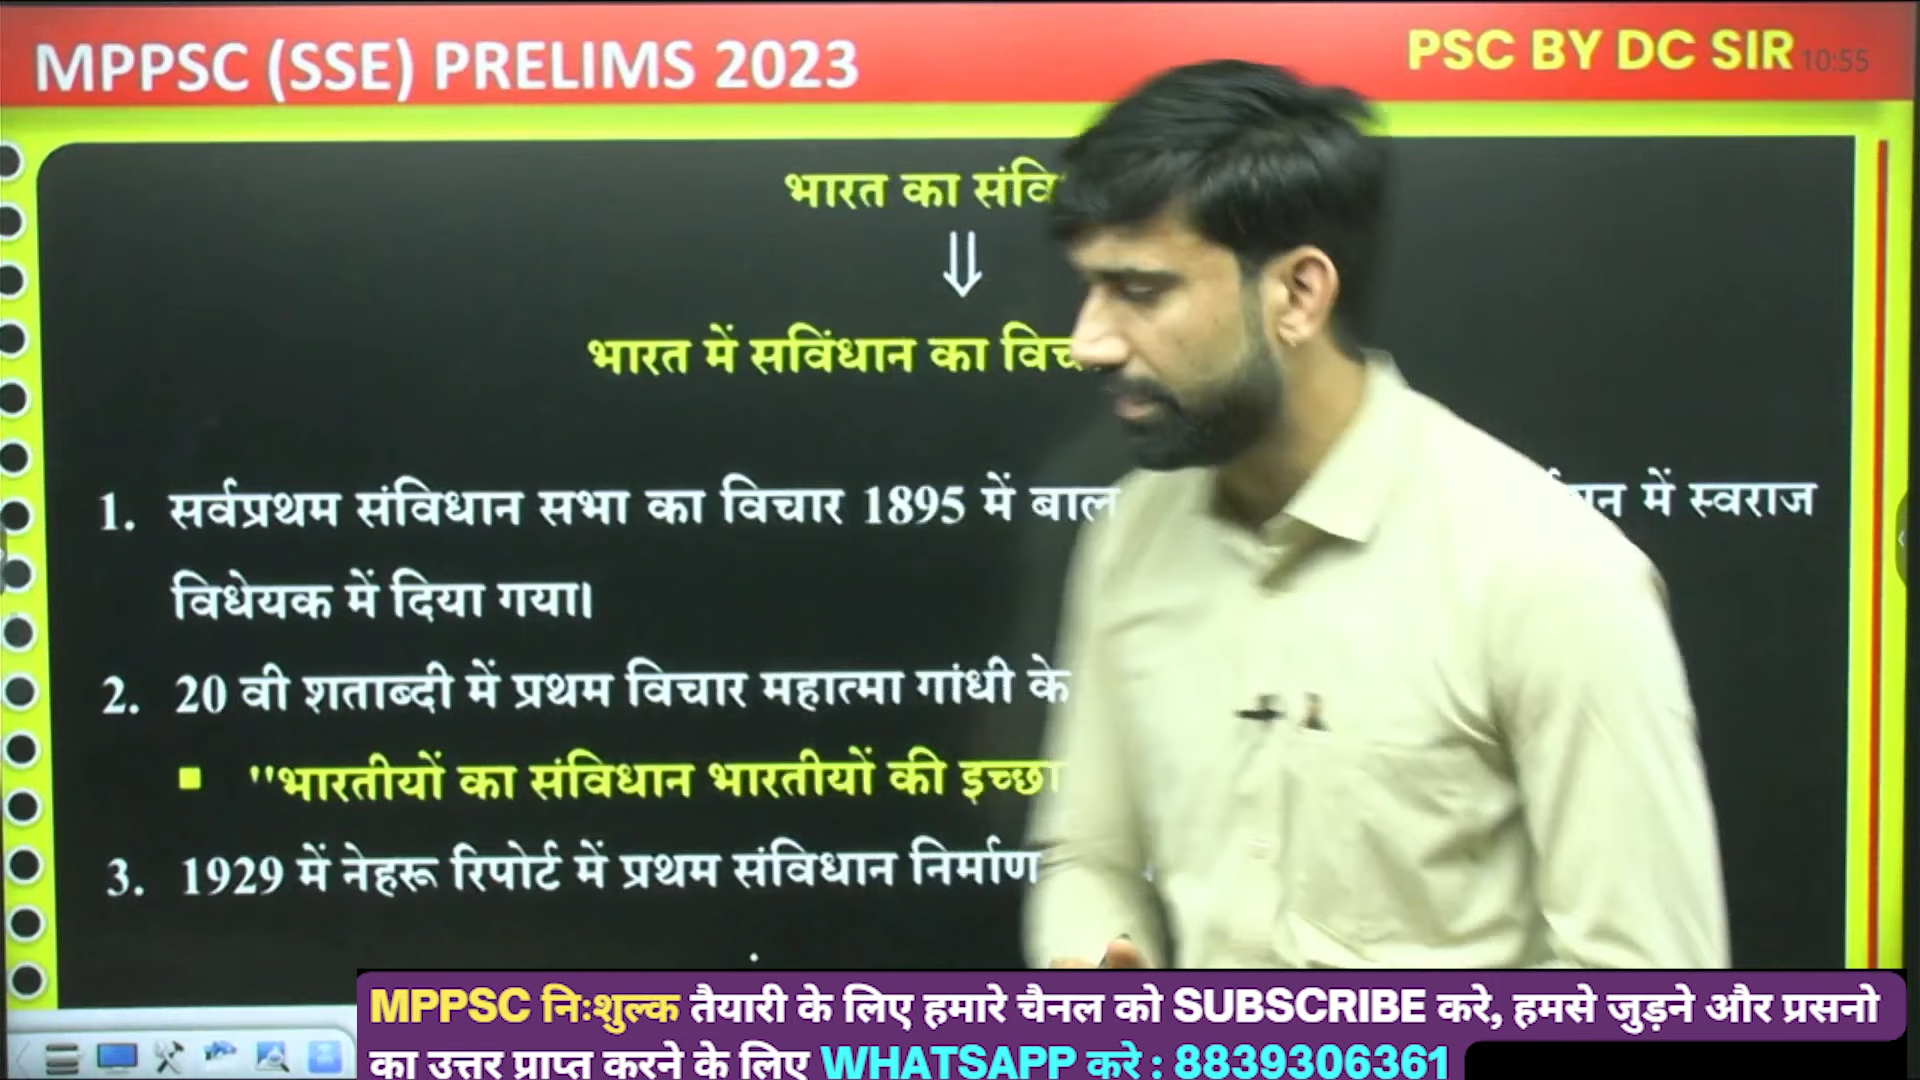 MPPSC (SSE) PRELIMS 2023
PSC BY DC SIR 10:55
भारत का
⇓
भारत में सविंधान का
1. सर्वप्रथम संविधान सभा का विचार 1895 में बाल में स्वराज
विधेयक में दिया गया।
2. 20 वी शताब्दी में प्रथम विचार महात्मा गांधी के
"भारतीयों का संविधान भारतीयों की इच्छा
3. 1929 में नेहरू रिपोर्ट में प्रथम संविधान निर्माण
MPPSC नि:शुल्क तैयारी के लिए हमारे चैनल को SUBSCRIBE करे, हमसे जुड़ने और प्रसनो
का उत्तर प्राप्त करने के लिए WHATSAPP करे : 8839306361